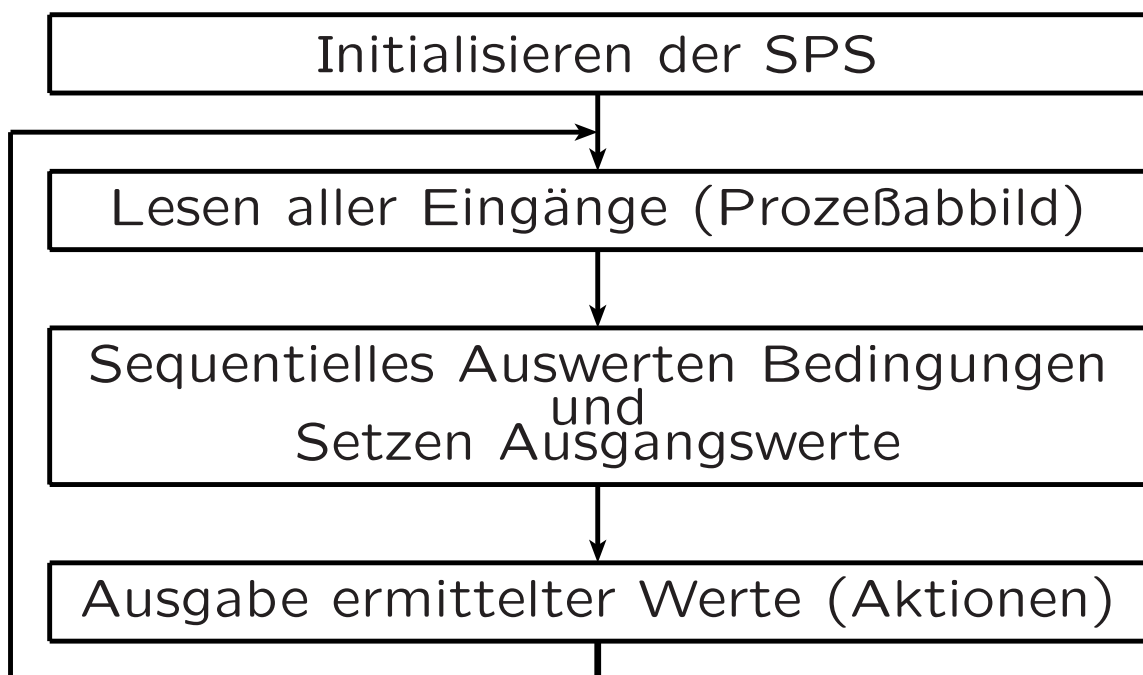 Initialisieren der SPS
Lesen aller Eingänge (Prozeßabbild)
Sequentielles Auswerten Bedingungen
und
Setzen Ausgangswerte
Ausgabe ermittelter Werte (Aktionen)